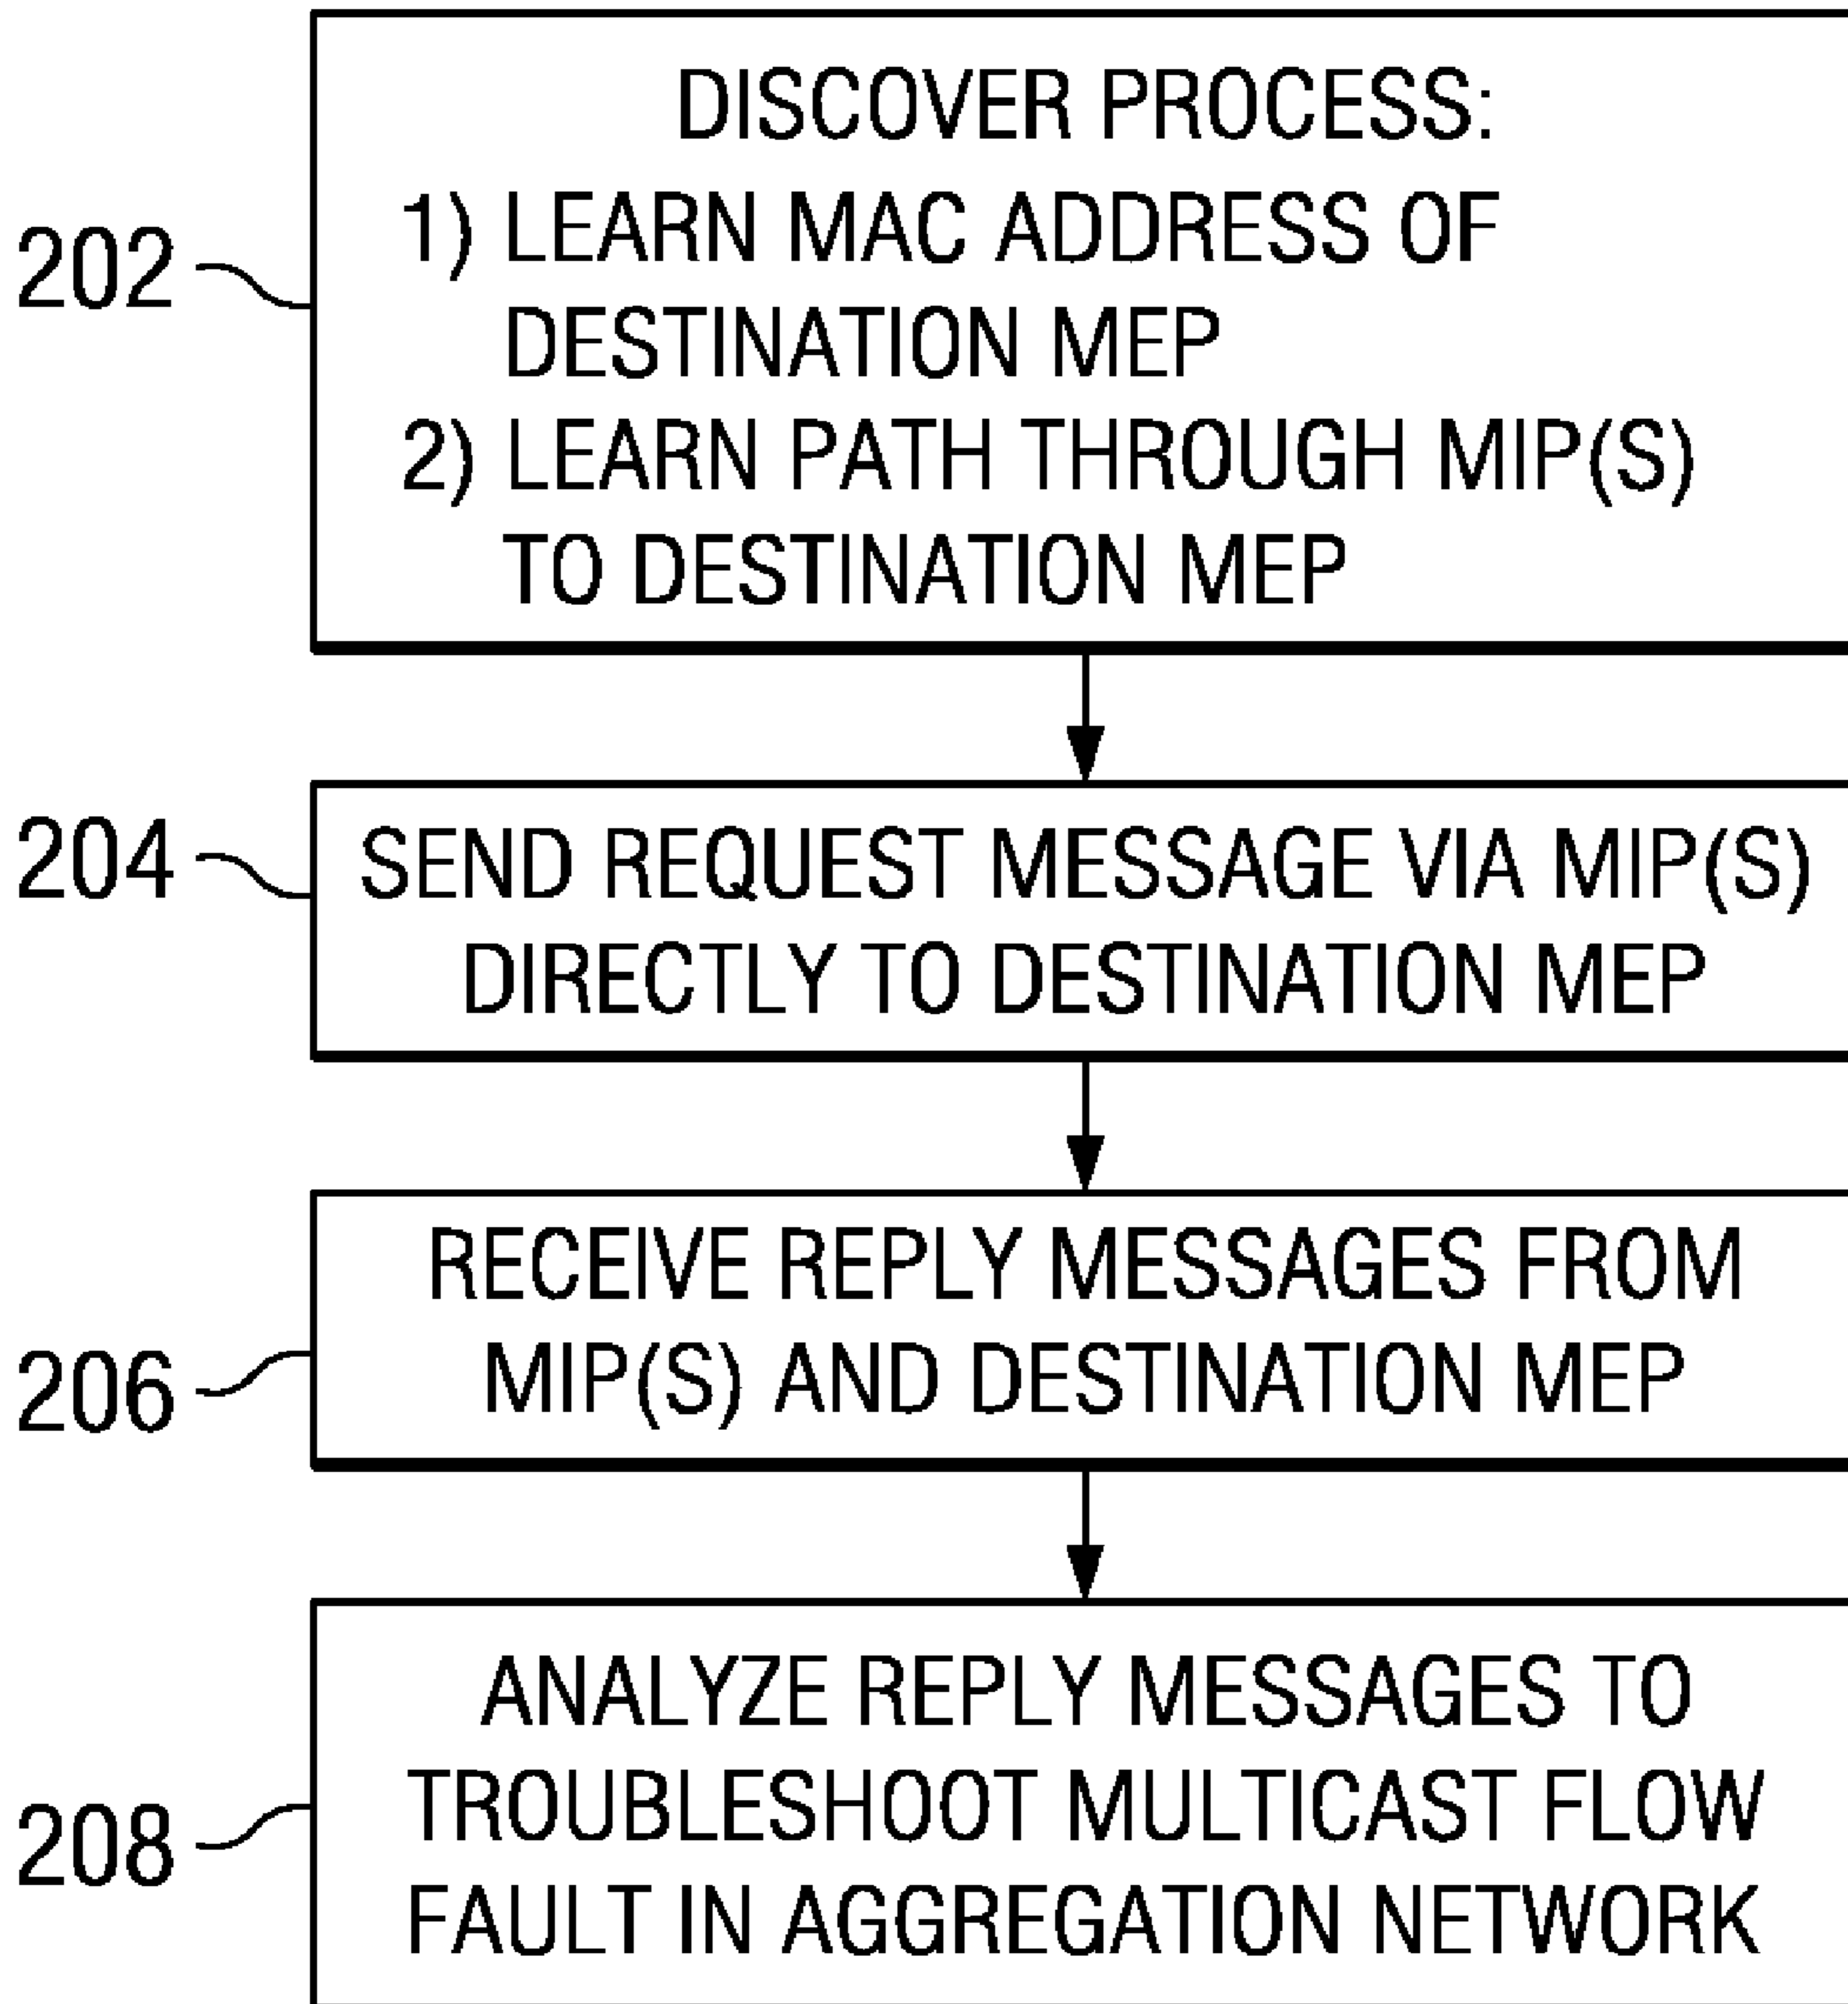 202
DISCOVER PROCESS:
1) LEARN MAC ADDRESS OF
DESTINATION MEP
2) LEARN PATH THROUGH MIP(S)
TO DESTINATION MEP
204
SEND REQUEST MESSAGE VIA MIP(S)
DIRECTLY TO DESTINATION MEP
206
RECEIVE REPLY MESSAGES FROM
MIP(S) AND DESTINATION MEP
208
ANALYZE REPLY MESSAGES TO
TROUBLESHOOT MULTICAST FLOW
FAULT IN AGGREGATION NETWORK